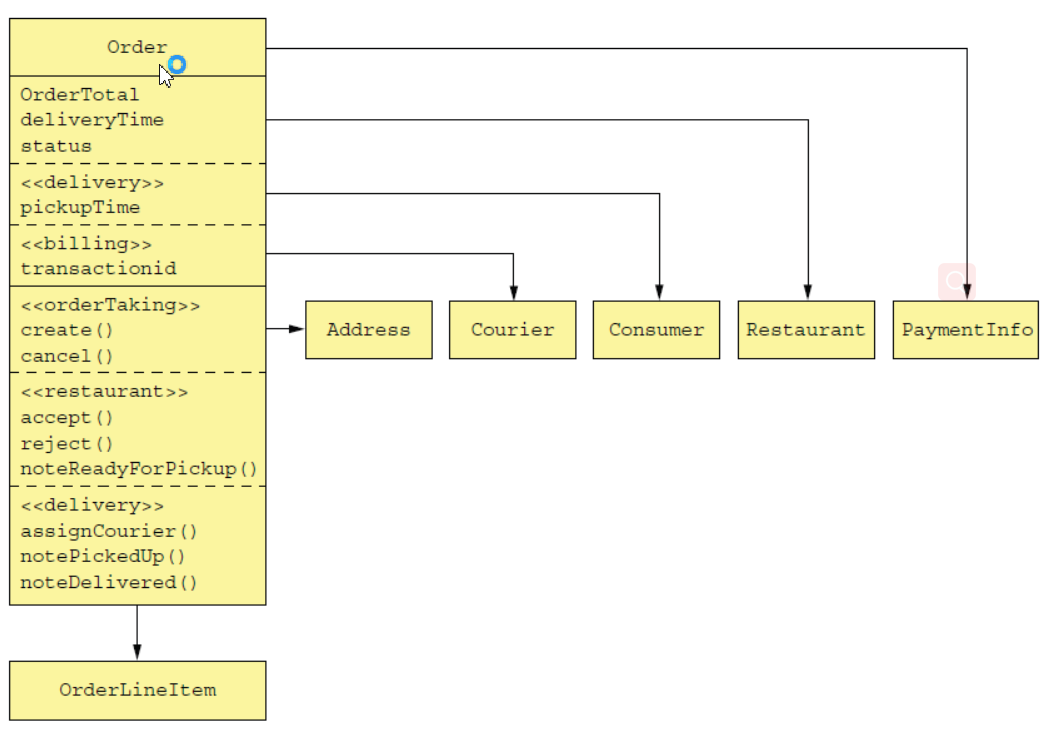 Order
OrderTotal
deliveryTime
status
<<delivery>>
pickupTime
<<billing>>
transactionid
<<orderTaking>>
create()
cancel()
<<restaurant>>
accept()
reject()
noteReadyForPickup()
<<delivery>>
assignCourier()
notePickedUp()
noteDelivered()
Address
Courier
Consumer
Restaurant
PaymentInfo
OrderLineItem